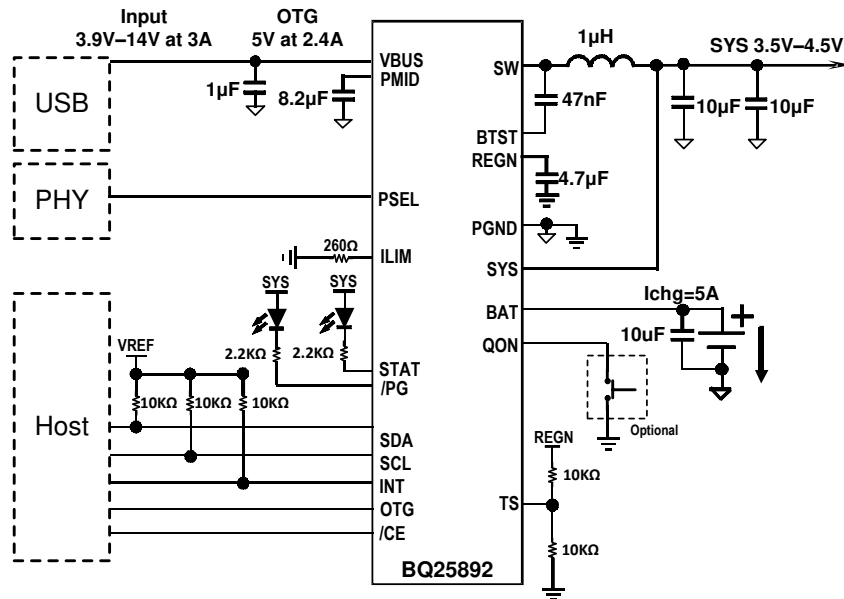 Input
3.9V–14V at 3A
OTG
5V at 2.4A
USB
PHY
Host
1µF
8.2µF
VBUS
PMID
PSEL
260Ω
ILIM
SYS
SYS
2.2KΩ
2.2KΩ
STAT
/PG
VREF
10KΩ
10KΩ
10KΩ
SDA
SCL
INT
OTG
/CE
BQ25892
SW
1µH
SYS 3.5V–4.5V
47nF
10µF
10µF
BTST
REGN
4.7µF
PGND
SYS
BAT
Ichg=5A
10uF
+
QON
Optional
REGN
10KΩ
TS
10KΩ